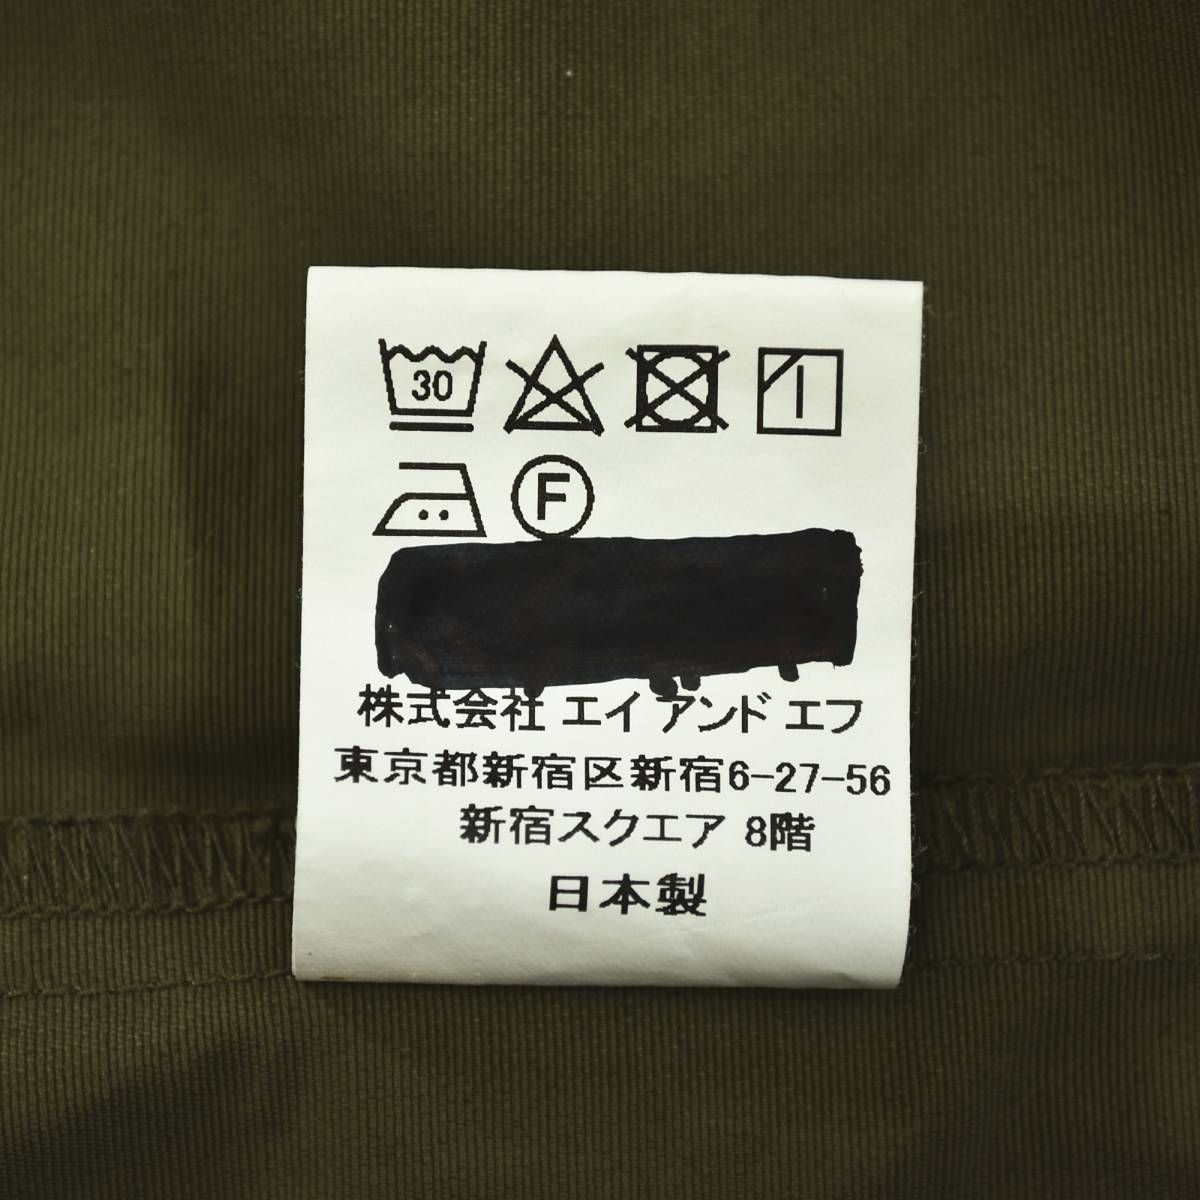 30
F
株式会社 エイアンド エフ
東京都新宿区新宿6-27-56
新宿スクエア 8階
日本製